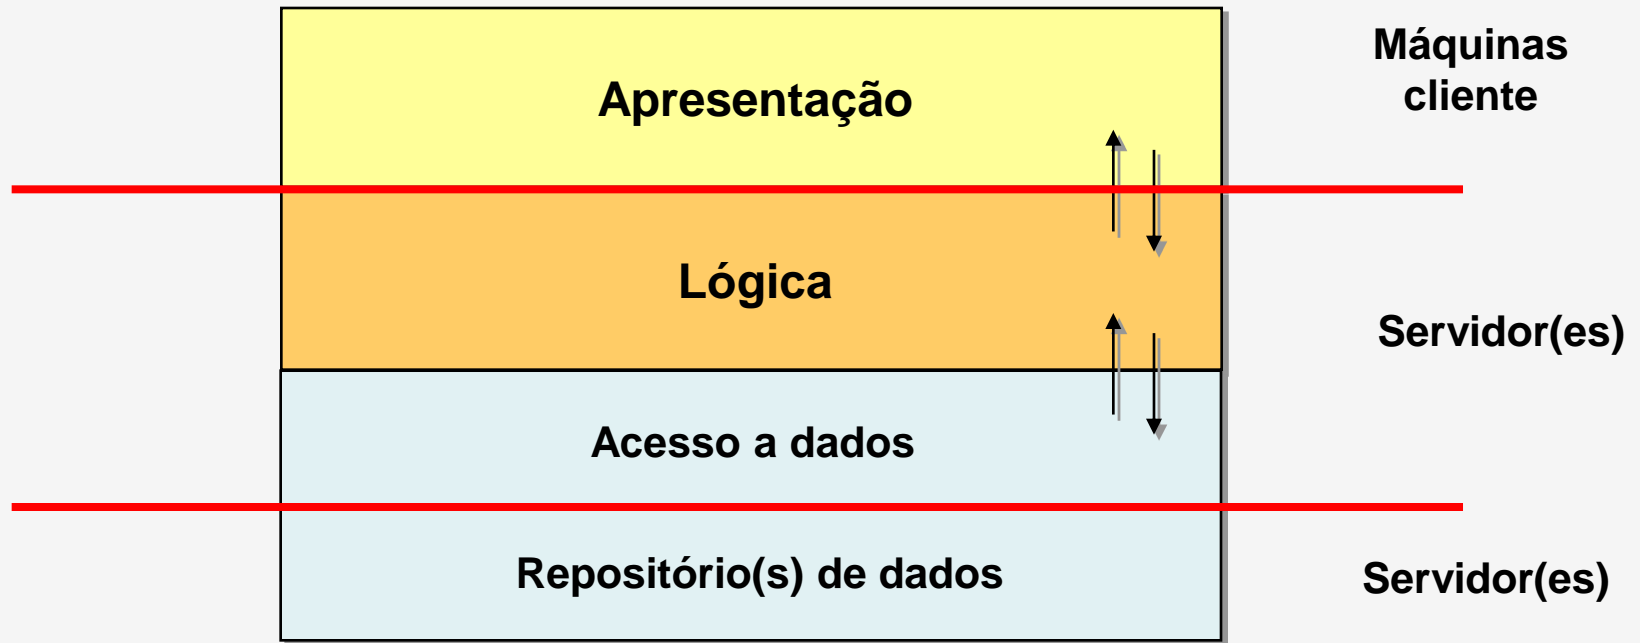 Apresentação
Máquinas
cliente
Lógica
Servidor(es)
Acesso a dados
Repositório(s) de dados
Servidor(es)